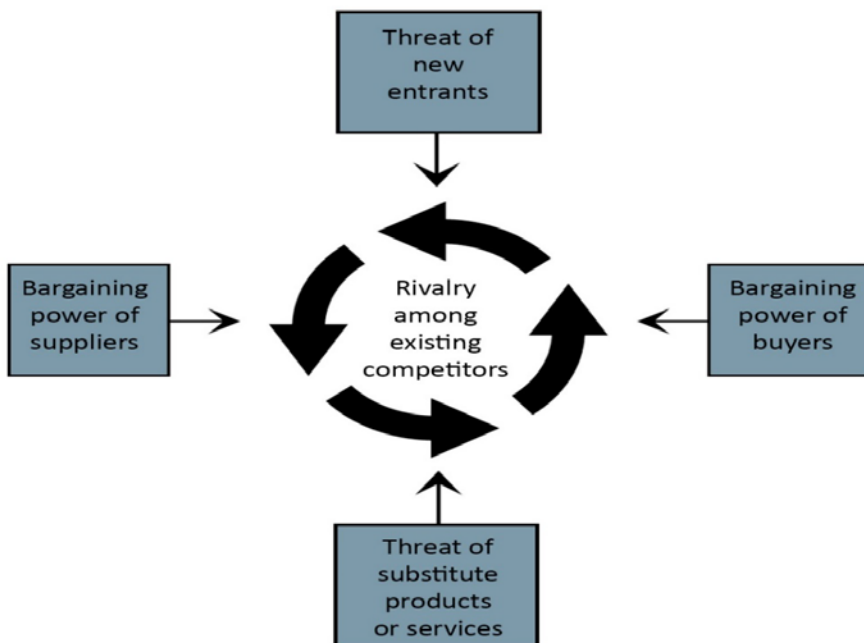 Threat of
new
entrants
Bargaining
power of
suppliers
Rivalry
among
existing
competitors
Bargaining
power of
buyers
Threat of
substitute
products
or services